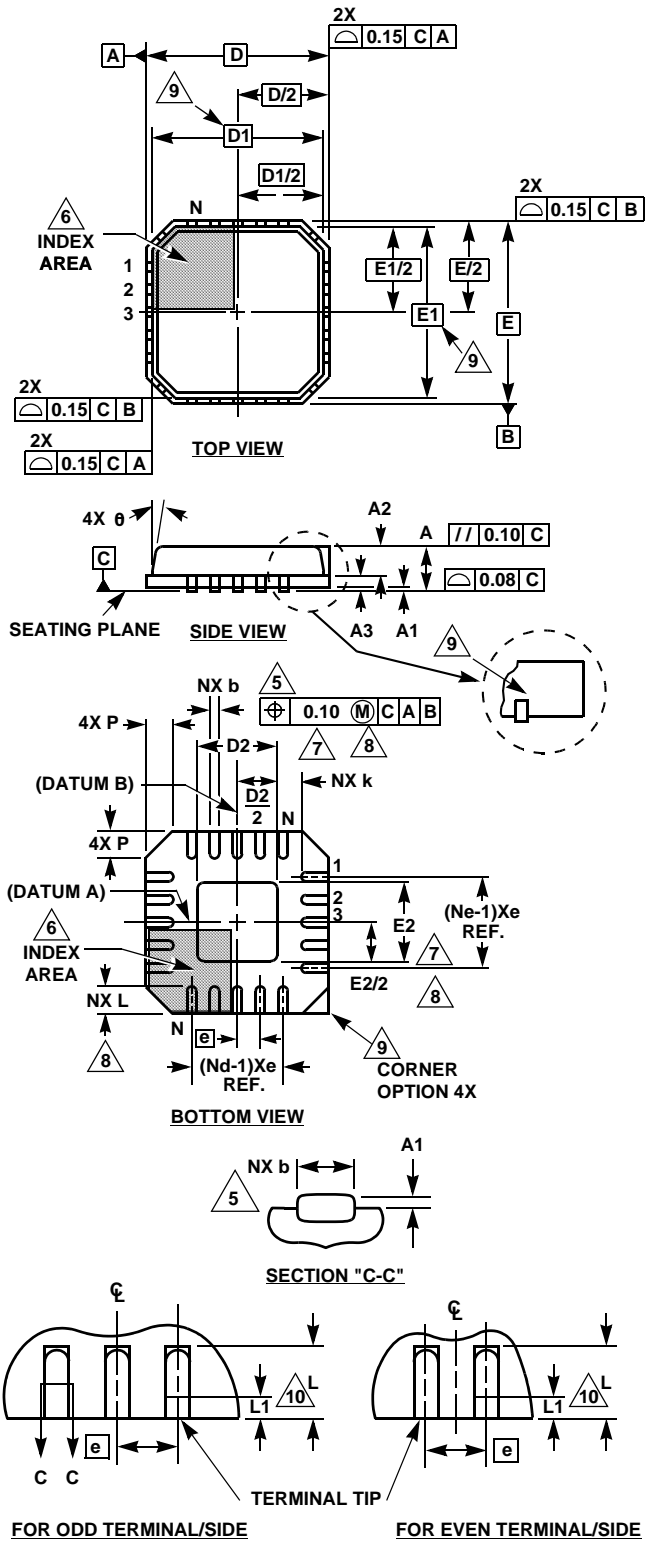 2X
⌓ 0.15 C A
A
D
9
D/2
D1
D1/2
2X
⌓ 0.15 C B
6
INDEX
AREA
N
1
2
3
E1/2
E/2
E1
E
9
2X
⌓ 0.15 C B
2X
⌓ 0.15 C A
B
TOP VIEW
4X θ
A2
A
// 0.10 C
C
⌓ 0.08 C
SEATING PLANE
SIDE VIEW
A3
A1
9
NX b
5
⌖ 0.10 Ⓜ C A B
4X P
D2
7
8
(DATUM B)
D2
2
NX k
N
4X P
1
(DATUM A)
2
3
(Ne-1)Xe
REF.
6
INDEX
AREA
E2
7
E2/2
NX L
8
N
e
8
9
(Nd-1)Xe
REF.
CORNER
OPTION 4X
BOTTOM VIEW
A1
NX b
5
SECTION "C-C"
℄
℄
L1
10
L
L1
10
L
e
C C
e
TERMINAL TIP
FOR ODD TERMINAL/SIDE
FOR EVEN TERMINAL/SIDE